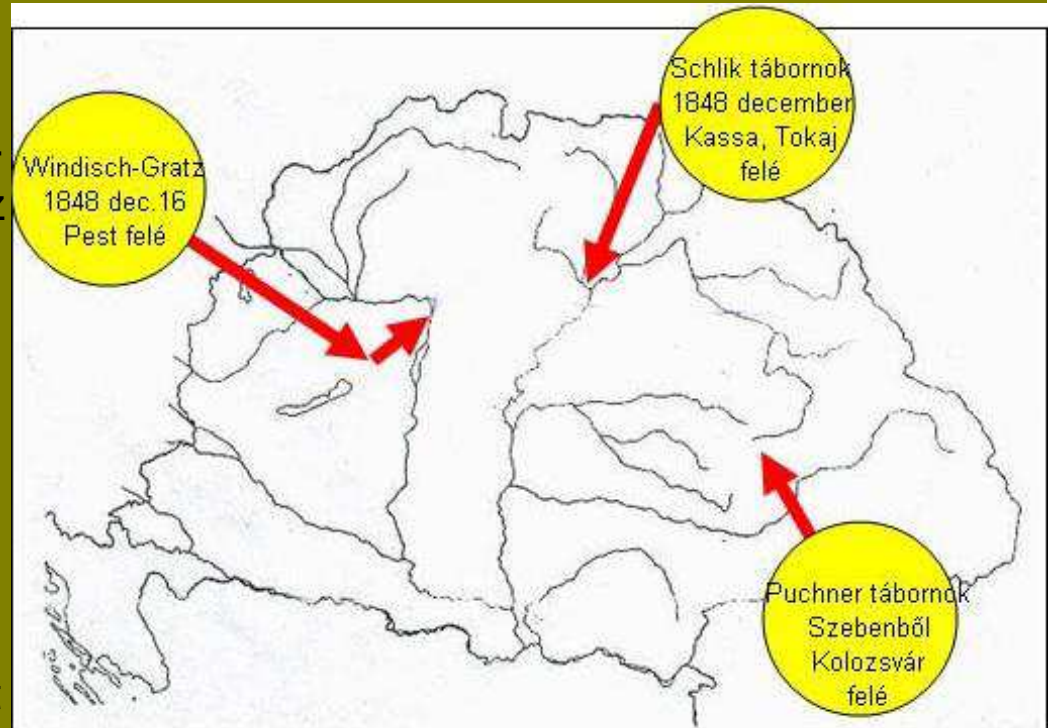 Windisch-Gratz
1848 dec.16
Pest felé
Schlik tábornok
1848 december
Kassa, Tokaj
felé
Puchner tábornok
Szebenből
Kolozsvár
felé